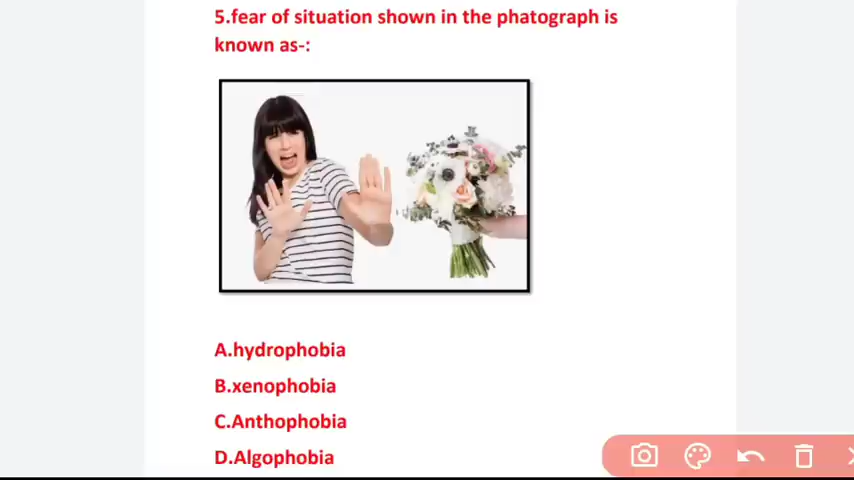 5.fear of situation shown in the phatograph is
known as-:
A.hydrophobia
B.xenophobia
C.Anthophobia
D.Algophobia